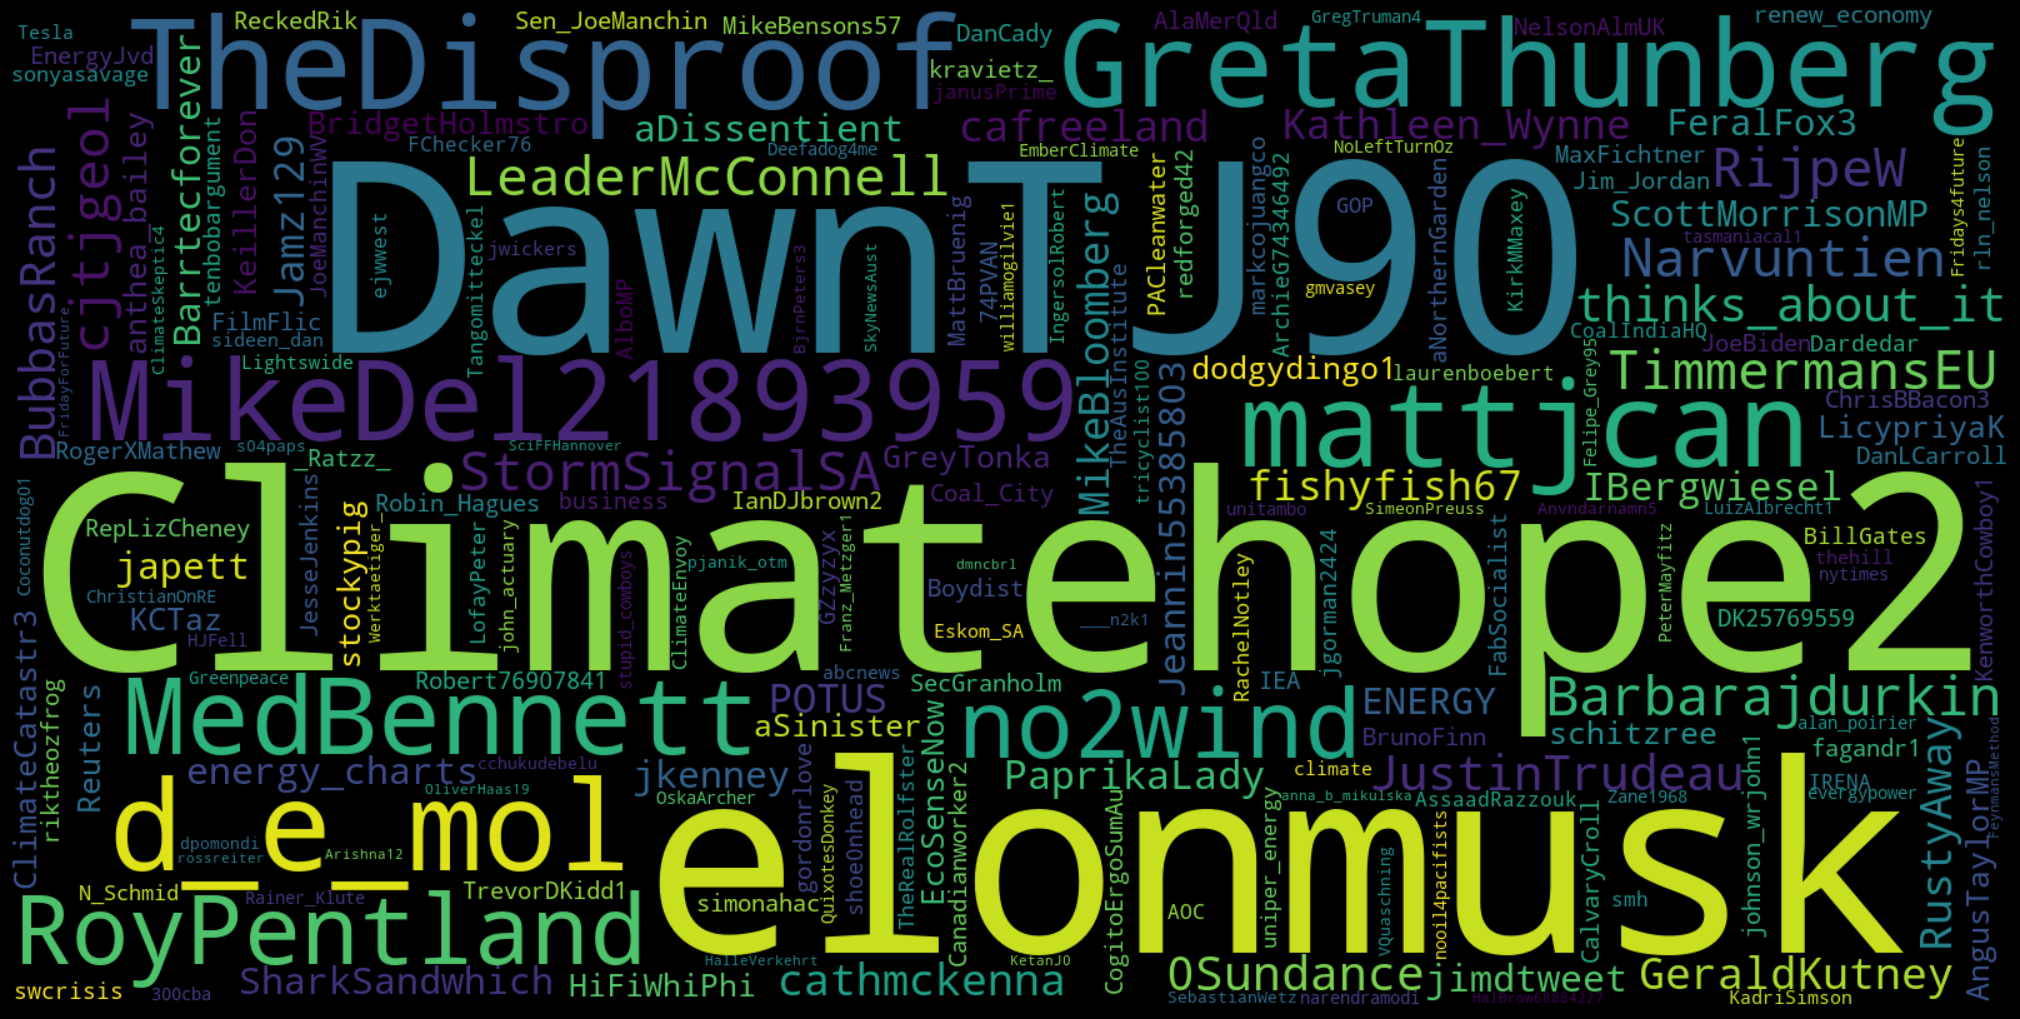 Tesla
ReckedRik
Sen_JoeManchin
MikeBensons57
AlaMerQld
GregTruman4
NelsonAlmUK
renew_economy
EnergyJvd
sonyasavage
TheDisproof
DanCady
kravietz_
janusPrime
GretaThunberg
Barrtecforever
cjtjgeol
BubbasRanch
anthea_bailey
ClimateSkeptic4
FridayForFuture_
tenbobargument
KeillerDon
Jamz129
JoeManchinWV
BridgetHolmstro
FChecker76
aDissentient
Deefadog4me
cafreeland
EmberClimate
Kathleen_Wynne
NoLeftTurnOz
FeralFox3
MaxFichtner
Jim_Jordan
RijpeW
Fridays4future
rln_nelson
LeaderMcConnell
DawnTJ90
ejwwest
Tangomitteckel
jwickers
AlboMP
BjrnPeters3
SkyNewsAust
MattBruenig
74PVAN
williamogilvie1
IngersolRobert
MikeBloomberg
TheAusInstitute
PACleanwater
redforged42
markcojuangco
ArchieG74346492
gmvasey
GOP
aNorthernGarden
KirkMMaxey
ScottMorrisonMP
tasmaniacal1
Narvuntien
thinks_about_it
CoalIndiaHQ
JoeBiden
Dardedar
FilmFlic
sideen_dan
Lightswide
MikeDel21893959
dodgydingo1
laurenboebert
Felipe_Grey95
TimmermansEU
ChrisBBacon3
LicypriyaK
DanLCarroll
mattjcan
RogerXMathew
sO4paps
_Ratzz_
SciFFHannover
StormSignalSA
GreyTonka
tricyclist100
Jeannin55385803
fishyfish67
IBergwiesel
coconutdog01
RepLizCheney
japett
ChristianOnRE
KCTaz
HJFell
JesseJenkins
stockypig
Werktaetiger_
Robin_Hagues
LofayPeter
john_actuary
business
stupid_cowboys
ClimateEnvoy
IanDJbrown2
pjanik_otm
GZzyzyx
Franz_Metzger1
Coal_City
Boydist
dmncbrl
Eskom_SA
___n2k1
unitambo
SimeonPreuss
Anvndarnamn5
LuizAlbrecht1
BillGates
thehill
nytimes
KenworthCowboy1
Climatehope2
RachelNotley
jgorman2424
FabSocialist
PeterMayfitz
DK25769559
ClimateCatastr3
riktheozfrog
Reuters
Greenpeace
Robert76907841
MedBennett
POTUS
abcnews
aSinister
SecGranholm
no2wind
IEA
ENERGY
BrunoFinn
Barbarajdurkin
schitzree
alan_poirier
fagandr1
RustyAway
FeynmansMethod
AngusTaylorMP
energy_charts
cchukudebelu
OliverHaas19
jkenney
OskaArcher
gordonrlove
QuixotesDonkey
shoeOnhead
TheRealRolfster
EcoSenseNow
Canadianworker2
PaprikaLady
climate
JustinTrudeau
anna_b_mikulska
AssaadRazzouk
Zane1968
IRENA
evergypower
johnson_wrjohn1
d_e_mol
dpomondi
rossreiter
Arishna12
elonmusk
CogitoErgoSumAu
uniper_energy
AOC
VQuaschning
nooil4pacifists
CalvaryCroll
smh
N_Schmid
Rainer_Klute
TrevorDKidd1
simonahac
RoyPentland
SharkSandwhich
HiFiWhiPhi
HalleVerkehrt
cathmckenna
KetanJ0
0Sundance
jimdtweet
GeraldKutney
swcrisis
300cba
SebastianWetz
narendramodi
HalBrow68884227
KadriSimson